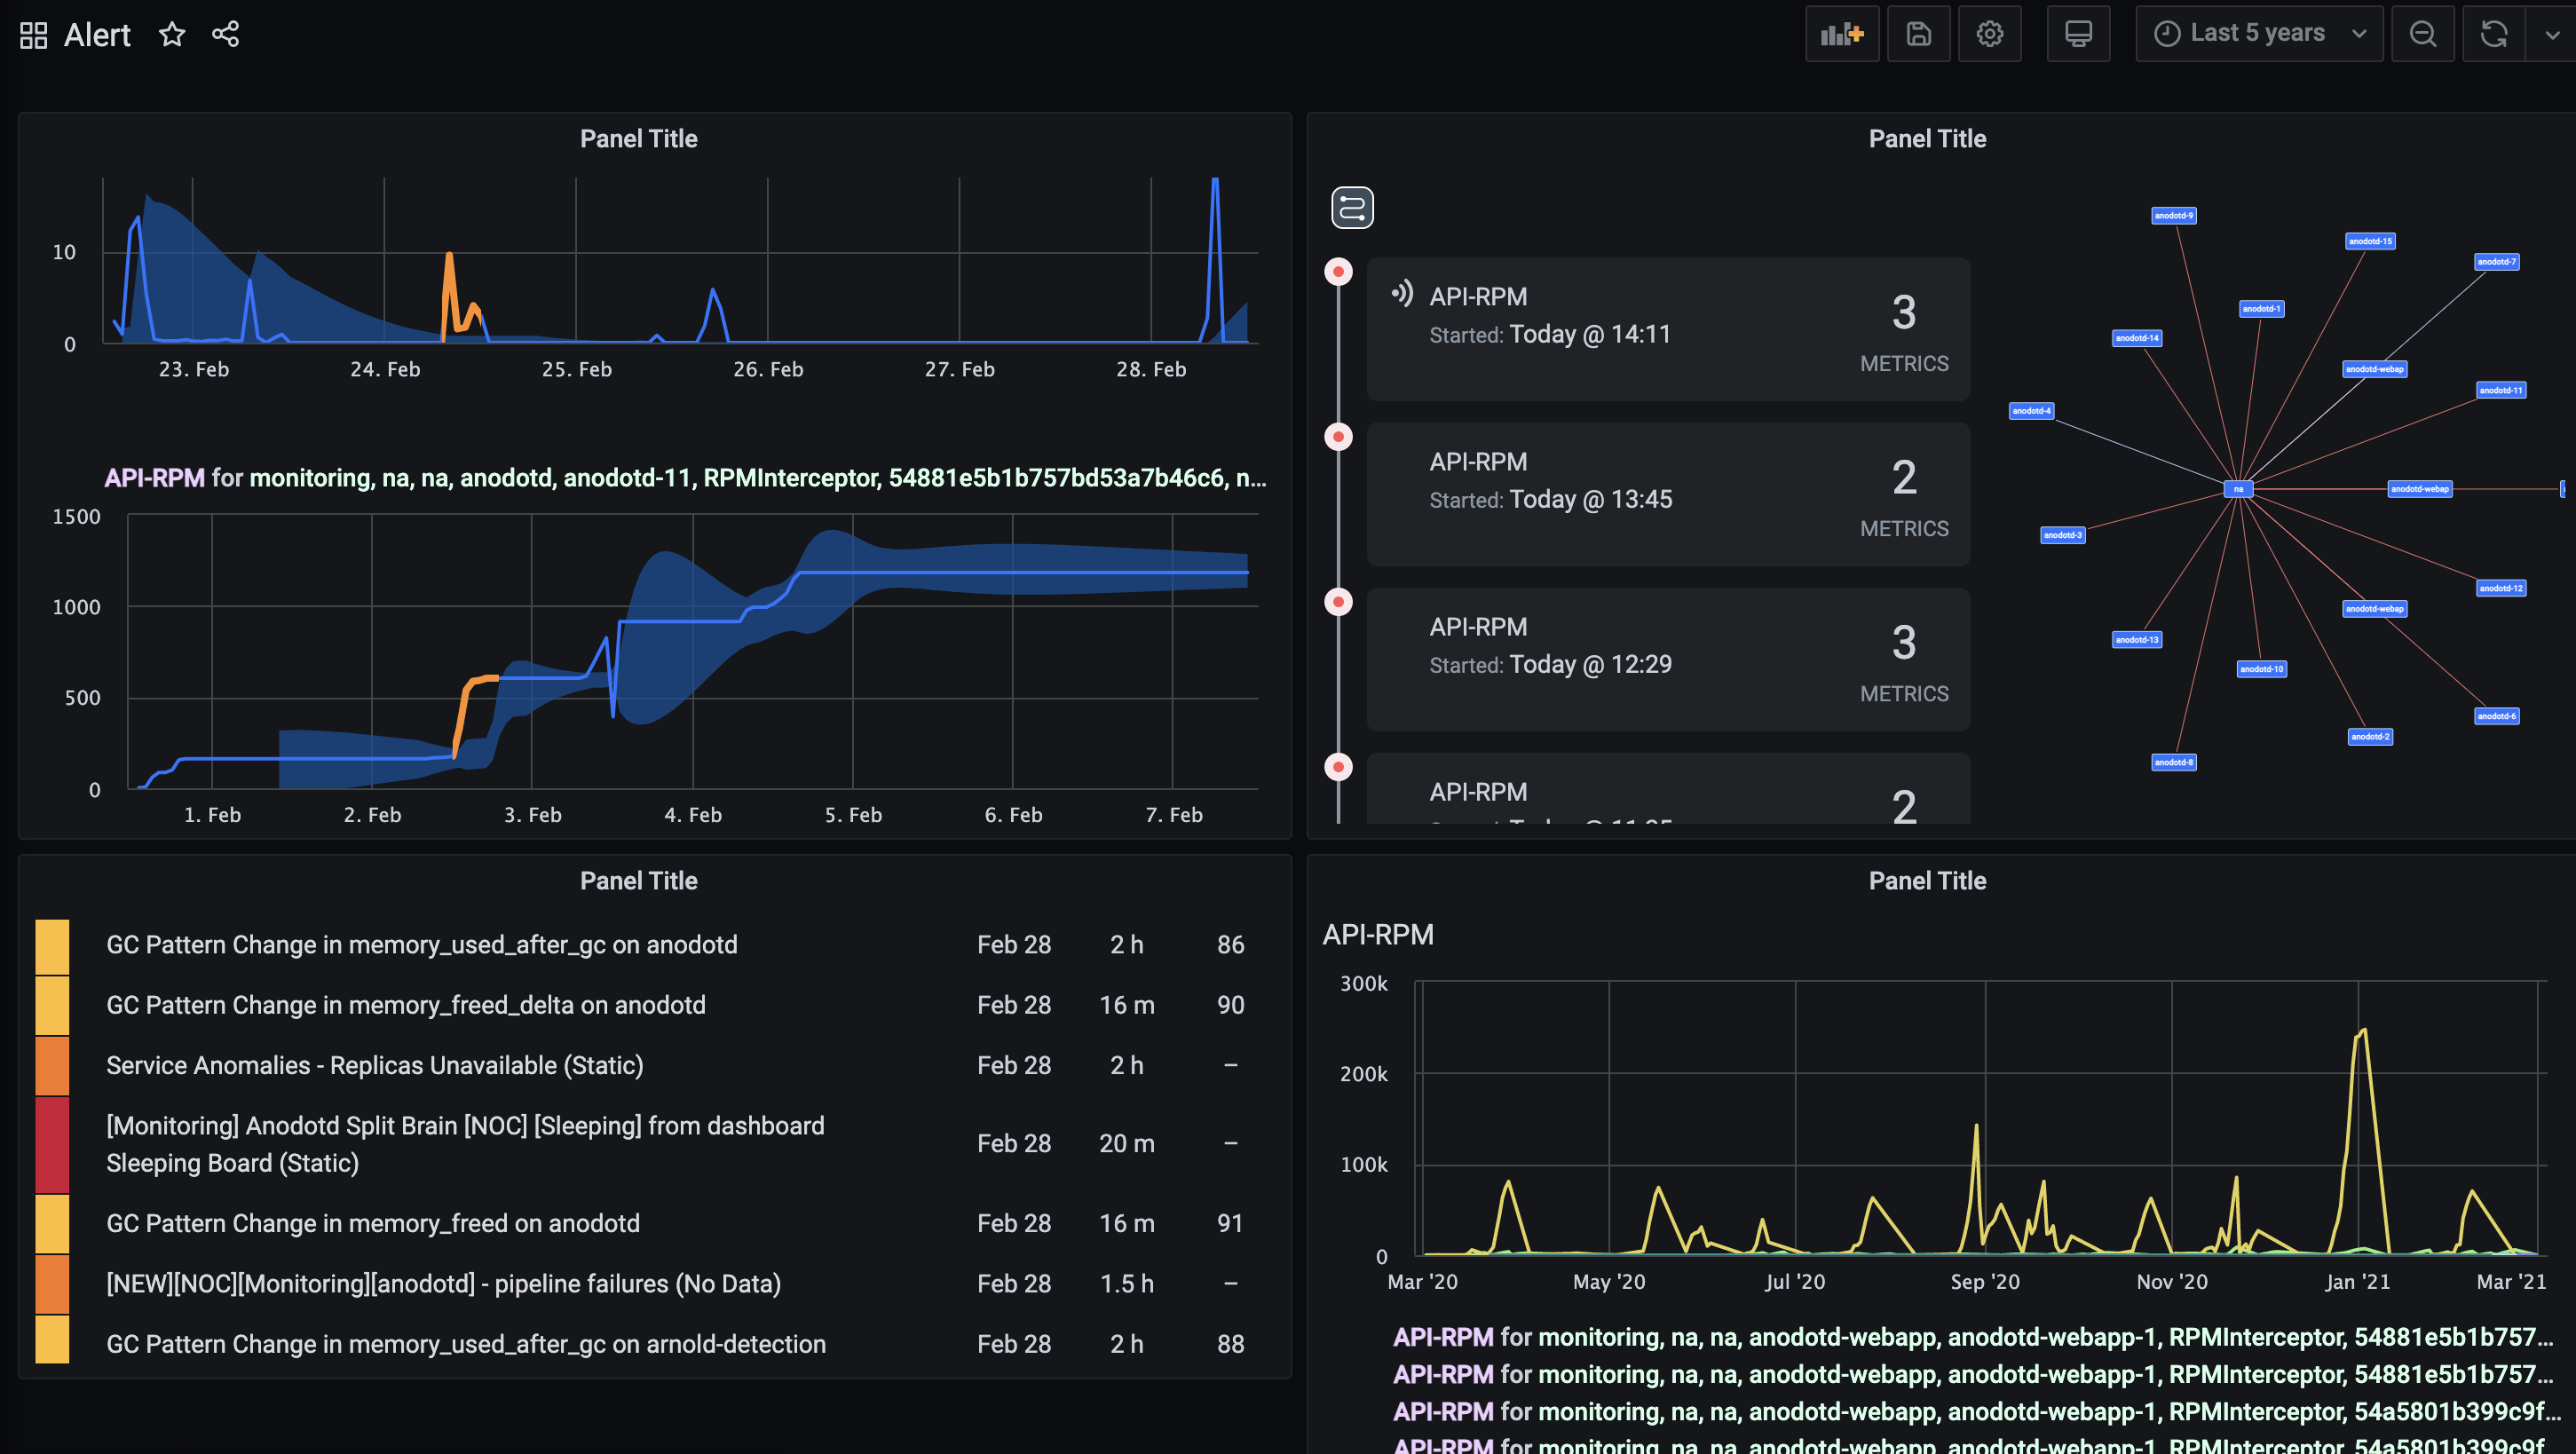 Alert
Last 5 years
Panel Title
10
0
23. Feb
24. Feb
25. Feb
26. Feb
27. Feb
28. Feb
API-RPM for monitoring, na, na, anodotd, anodotd-11, RPMInterceptor, 54881e5b1b757bd53a7b46c6, n...
1500
1000
500
0
1. Feb
2. Feb
3. Feb
4. Feb
5. Feb
6. Feb
7. Feb
Panel Title
API-RPM
Started: Today @ 14:11
3
METRICS
API-RPM
Started: Today @ 13:45
2
METRICS
API-RPM
Started: Today @ 12:29
3
METRICS
API-RPM
2
anodotd-9
anodotd-15
anodotd-7
anodotd-1
anodotd-14
anodotd-webap
anodotd-11
anodotd-4
na
anodotd-webap
anodotd-3
anodotd-12
anodotd-webap
anodotd-13
anodotd-10
anodotd-6
anodotd-2
anodotd-8
Panel Title
GC Pattern Change in memory_used_after_gc on anodotd Feb 28 2 h 86
GC Pattern Change in memory_freed_delta on anodotd Feb 28 16 m 90
Service Anomalies - Replicas Unavailable (Static) Feb 28 2 h –
[Monitoring] Anodotd Split Brain [NOC] [Sleeping] from dashboard
Sleeping Board (Static) Feb 28 20 m –
GC Pattern Change in memory_freed on anodotd Feb 28 16 m 91
[NEW][NOC][Monitoring][anodotd] - pipeline failures (No Data) Feb 28 1.5 h –
GC Pattern Change in memory_used_after_gc on arnold-detection Feb 28 2 h 88
Panel Title
API-RPM
300k
200k
100k
0
Mar '20
May '20
Jul '20
Sep '20
Nov '20
Jan '21
Mar '21
API-RPM for monitoring, na, na, anodotd-webapp, anodotd-webapp-1, RPMInterceptor, 54881e5b1b757...
API-RPM for monitoring, na, na, anodotd-webapp, anodotd-webapp-1, RPMInterceptor, 54881e5b1b757...
API-RPM for monitoring, na, na, anodotd-webapp, anodotd-webapp-1, RPMInterceptor, 54a5801b399c9f...
API-RPM for monitoring, na, na, anodotd-webapp, anodotd-webapp-1, RPMInterceptor, 54a5801b399c9f